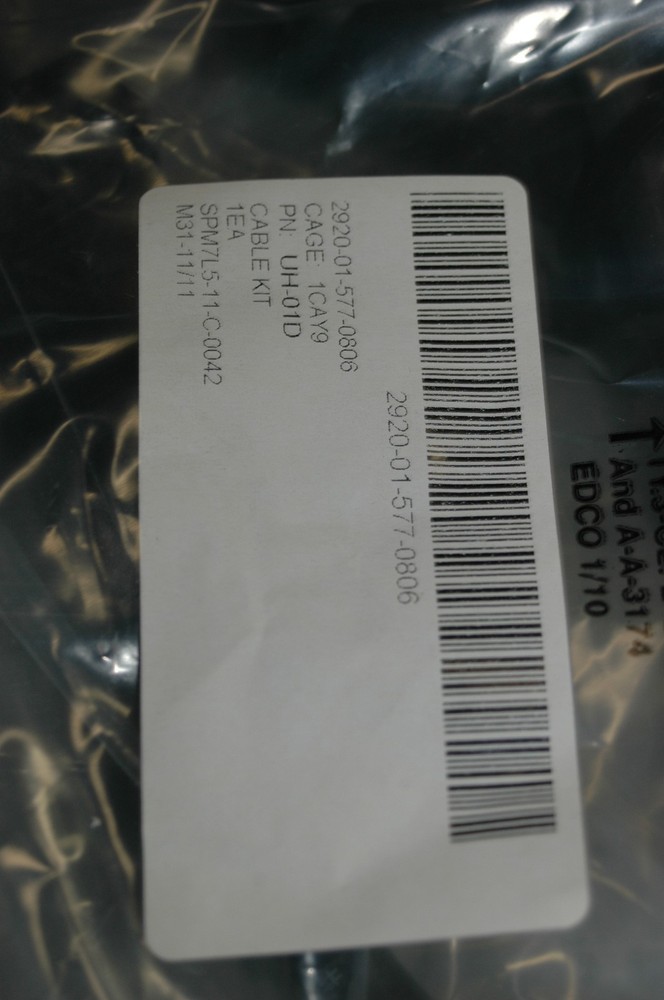 2920-01-577-0806
2920-01-577-0806
CAGE: 1CAY9
PN: UH-01D
CABLE KIT
1EA
SPM7L5-11-C-0042
M31-11/11
And A-A-3174
EDCO 1/10